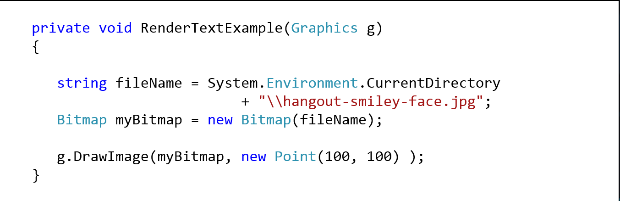 private void RenderTextExample(Graphics g)
{
string fileName = System.Environment.CurrentDirectory
+ "\\hangout-smiley-face.jpg";
Bitmap myBitmap = new Bitmap(fileName);
g.DrawImage(myBitmap, new Point(100, 100) );
}